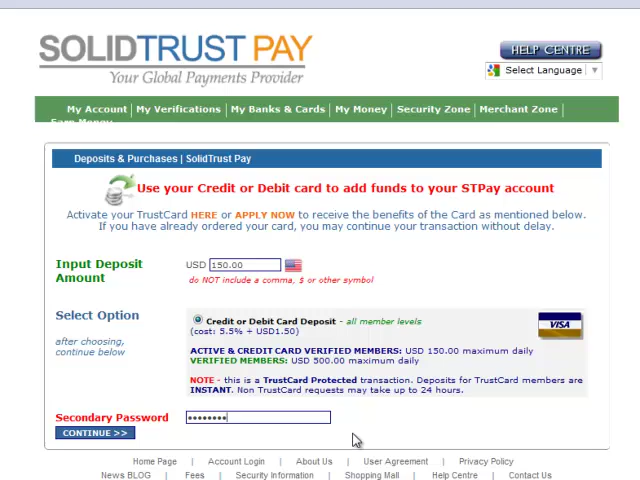 SOLIDTRUST PAY
Your Global Payments Provider
HELP CENTRE
Select Language
My Account | My Verifications | My Banks & Cards | My Money | Security Zone | Merchant Zone |
Earn Money
Deposits & Purchases | SolidTrust Pay
Use your Credit or Debit card to add funds to your STPay account
Activate your TrustCard HERE or APPLY NOW to receive the benefits of the Card as mentioned below.
If you have already ordered your card, you may continue your transaction without delay.
Input Deposit Amount
USD 150.00
do NOT include a comma, $ or other symbol
Select Option
after choosing,
continue below
Credit or Debit Card Deposit - all member levels
(cost: 5.5% + USD1.50)
VISA
ACTIVE & CREDIT CARD VERIFIED MEMBERS: USD 150.00 maximum daily
VERIFIED MEMBERS: USD 500.00 maximum daily
NOTE - this is a TrustCard Protected transaction. Deposits for TrustCard members are
INSTANT. Non TrustCard requests may take up to 24 hours.
Secondary Password
••••••••
CONTINUE >>
Home Page | Account Login | About Us | User Agreement | Privacy Policy
News BLOG | Fees | Security Information | Shopping Mall | Help Centre | Contact Us